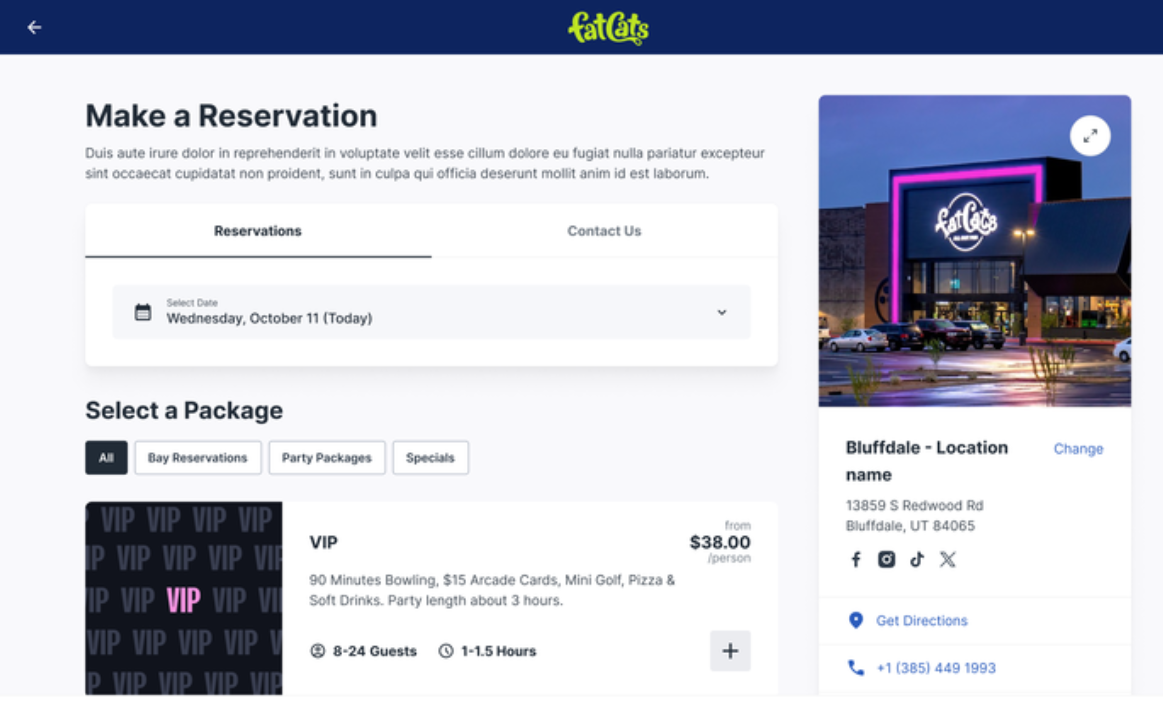 fatCats
Make a Reservation
Duis aute irure dolor in reprehenderit in voluptate velit esse cillum dolore eu fugiat nulla pariatur excepteur
sint occaecat cupidatat non proident, sunt in culpa qui officia deserunt mollit anim id est laborum.
Reservations
Contact Us
Select Date
Wednesday, October 11 (Today)
Select a Package
All
Bay Reservations
Party Packages
Specials
VIP VIP VIP VIP
IP VIP VIP VIP VIP
IP VIP VIP VIP VI
VIP VIP VIP VIP V
P VIP VIP VIP VIP
VIP
from
$38.00
/person
90 Minutes Bowling, $15 Arcade Cards, Mini Golf, Pizza &
Soft Drinks. Party length about 3 hours.
8-24 Guests
1-1.5 Hours
fatCats
Bluffdale - Location
name
Change
13859 S Redwood Rd
Bluffdale, UT 84065
Get Directions
+1 (385) 449 1993